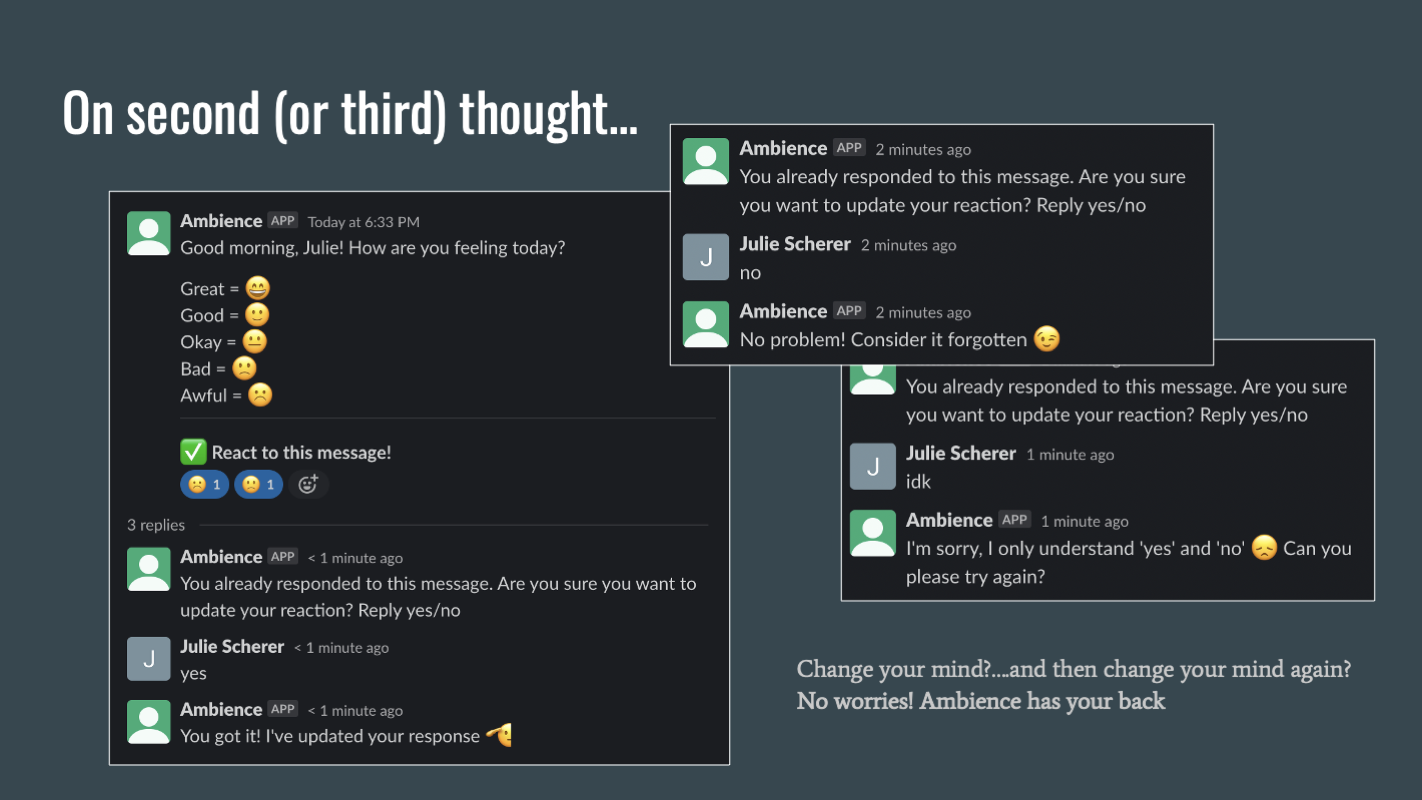 On second (or third) thought...
Ambience APP Today at 6:33 PM
Good morning, Julie! How are you feeling today?
Great = 😄
Good = 🙂
Okay = 😐
Bad = 🙁
Awful = ☹️
✅ React to this message!
☹️ 1 🙁 1
3 replies
Ambience APP < 1 minute ago
You already responded to this message. Are you sure you want to
update your reaction? Reply yes/no
J Julie Scherer < 1 minute ago
yes
Ambience APP < 1 minute ago
You got it! I've updated your response
Ambience APP 2 minutes ago
You already responded to this message. Are you sure
you want to update your reaction? Reply yes/no
J Julie Scherer 2 minutes ago
no
Ambience APP 2 minutes ago
No problem! Consider it forgotten 😉
You already responded to this message. Are you sure
you want to update your reaction? Reply yes/no
J Julie Scherer 1 minute ago
idk
Ambience APP 1 minute ago
I'm sorry, I only understand 'yes' and 'no' 😞 Can you
please try again?
Change your mind?...and then change your mind again?
No worries! Ambience has your back